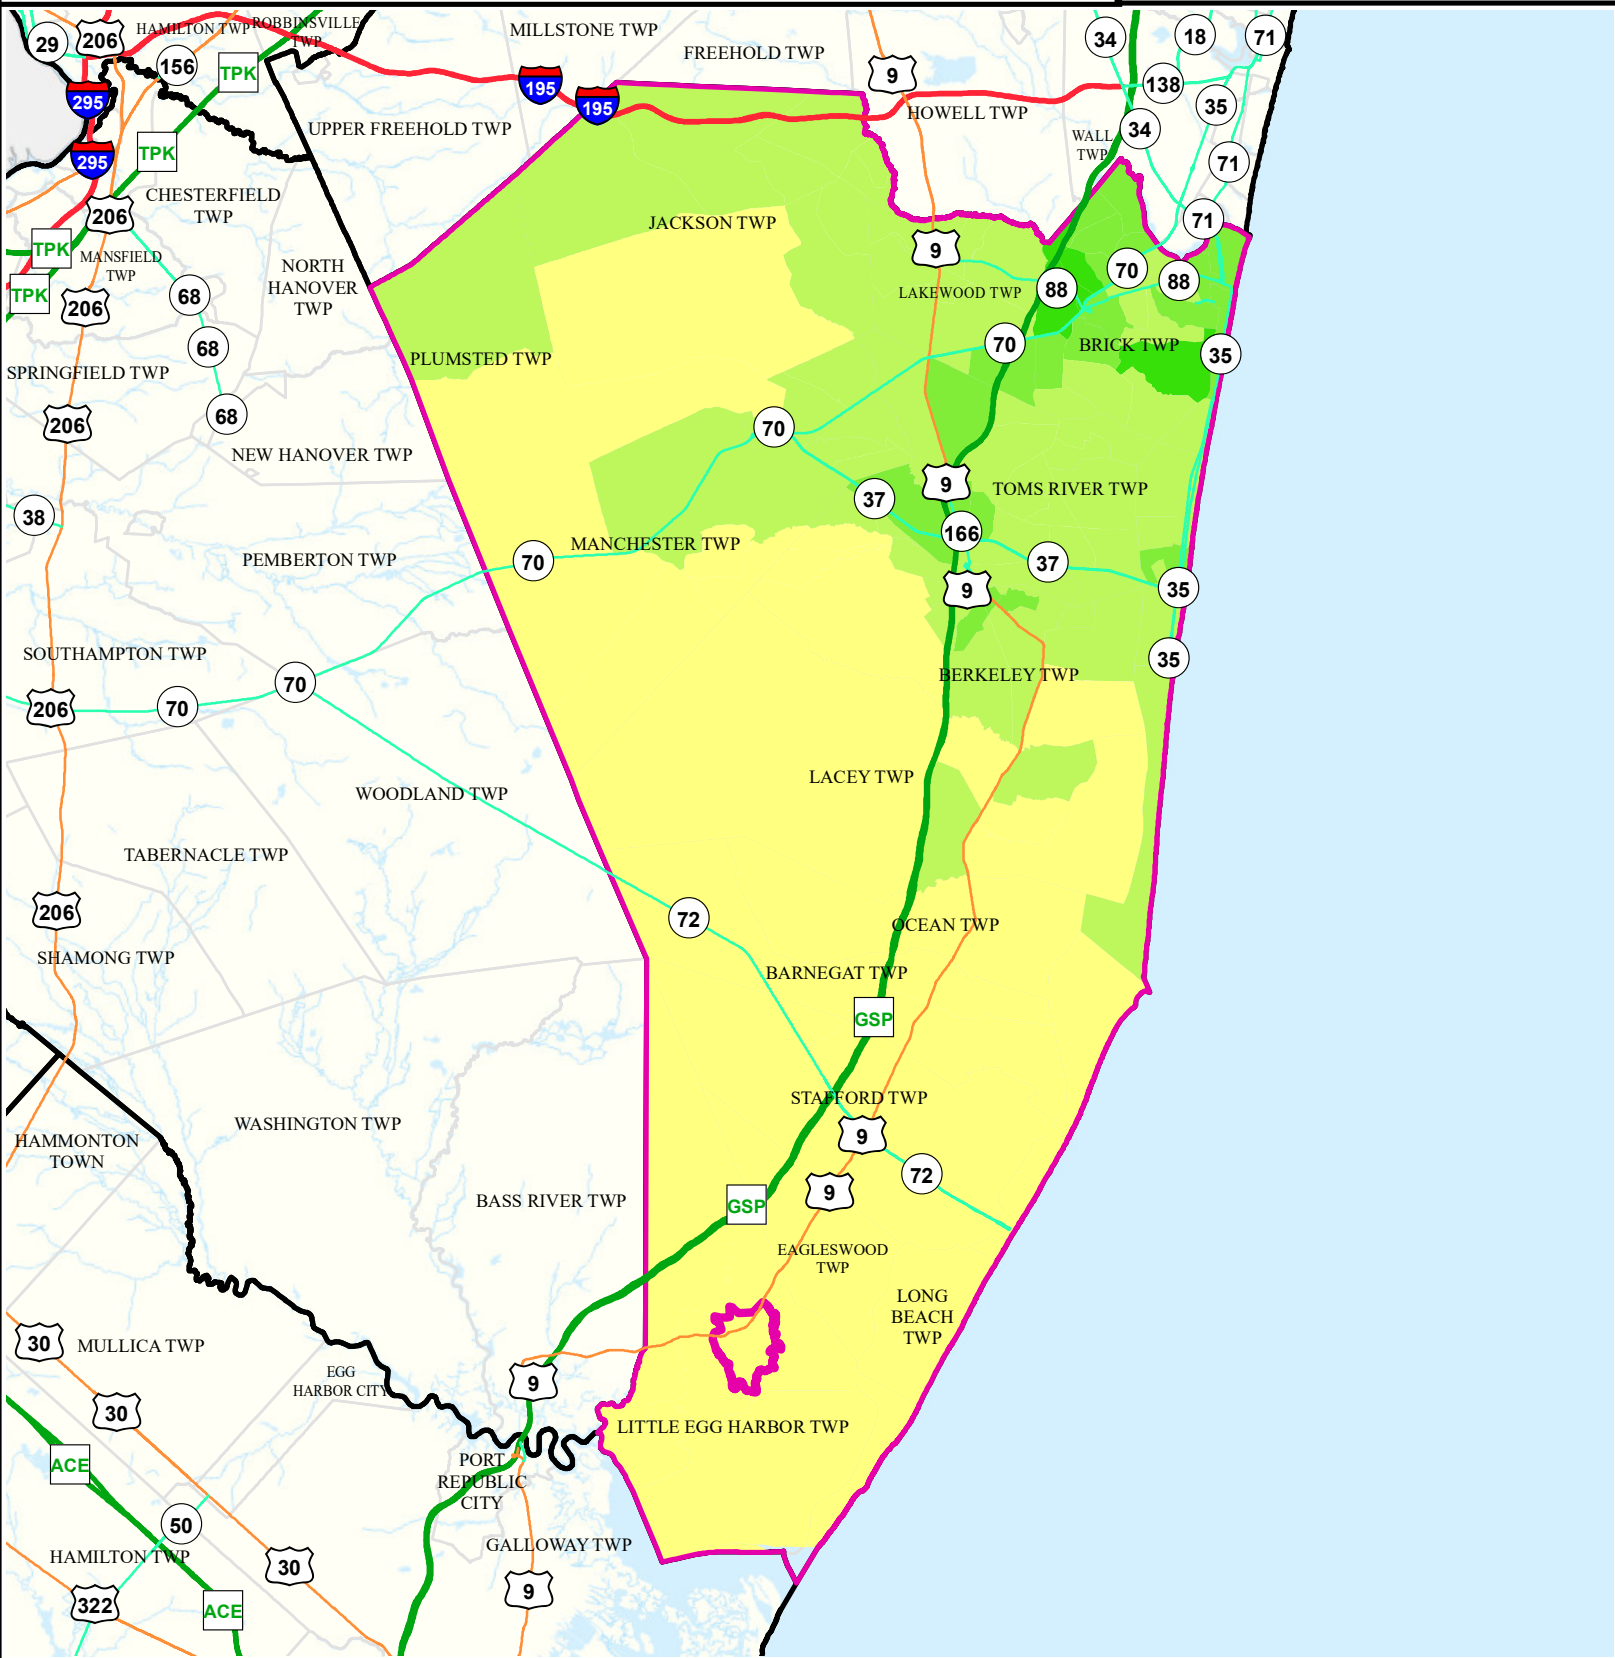 HAMILTON TWP
ROBBINSVILLE
TWP
MILLSTONE TWP
FREEHOLD TWP
29
206
156
TPK
295
195
195
9
34
18
71
138
35
HOWELL TWP
UPPER FREEHOLD TWP
WALL
TWP
34
71
295
TPK
CHESTERFIELD
TWP
206
JACKSON TWP
71
TPK
MANSFIELD
TWP
9
70
88
NORTH
HANOVER
TWP
TPK
206
68
LAKEWOOD TWP
88
68
70
BRICK TWP
35
PLUMSTED TWP
SPRINGFIELD TWP
206
68
70
NEW HANOVER TWP
9
TOMS RIVER TWP
37
38
166
MANCHESTER TWP
70
PEMBERTON TWP
37
9
35
SOUTHAMPTON TWP
35
BERKELEY TWP
70
206
70
LACEY TWP
WOODLAND TWP
TABERNACLE TWP
206
72
OCEAN TWP
SHAMONG TWP
BARNEGAT TWP
GSP
STAFFORD TWP
WASHINGTON TWP
HAMMONTON
TOWN
9
72
9
BASS RIVER TWP
GSP
EAGLESWOOD
TWP
LONG
BEACH
TWP
30
MULLICA TWP
EGG
HARBOR CITY
9
30
LITTLE EGG HARBOR TWP
ACE
PORT
REPUBLIC
CITY
50
GALLOWAY TWP
HAMILTON TWP
30
9
322
ACE